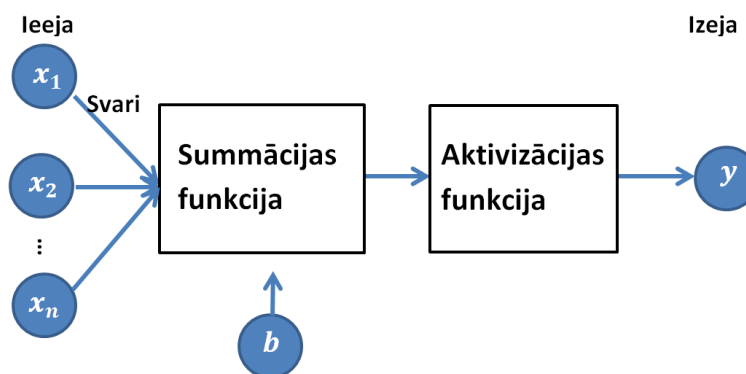 Ieeja
Izeja
x₁
Svari
Summācijas
funkcija
Aktivizācijas
funkcija
x₂
y
...
xₙ
b